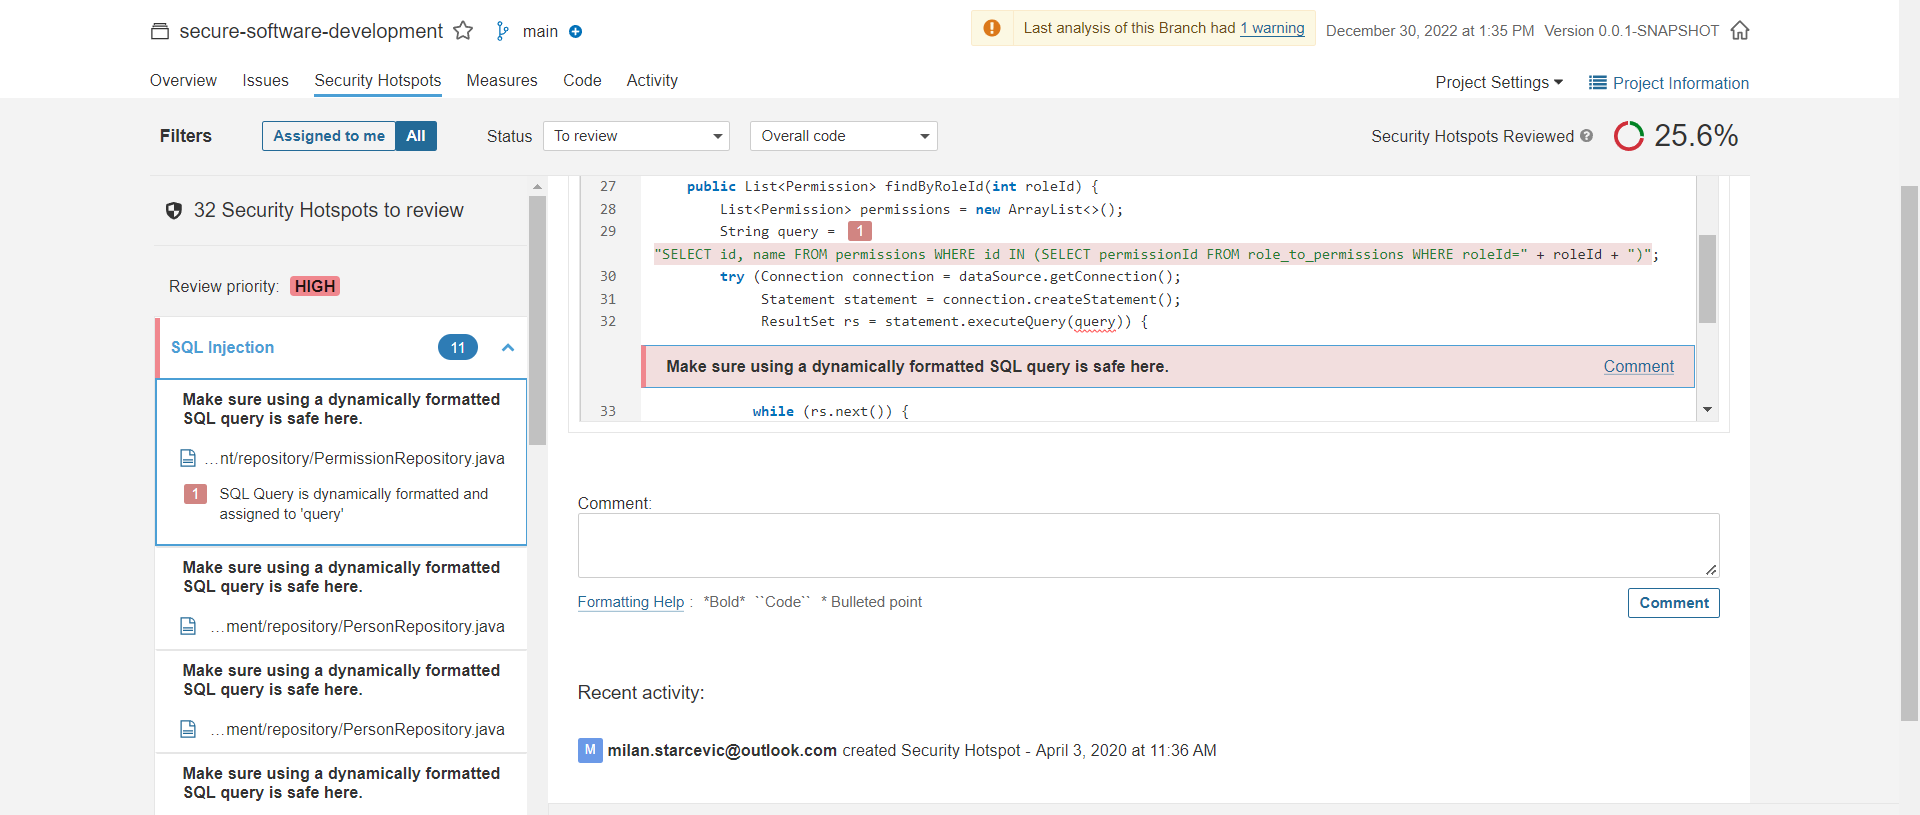 secure-software-development main
Last analysis of this Branch had 1 warning December 30, 2022 at 1:35 PM Version 0.0.1-SNAPSHOT
Overview Issues Security Hotspots Measures Code Activity
Project Settings Project Information
Filters Assigned to me All Status To review Overall code
Security Hotspots Reviewed ? 25.6%
32 Security Hotspots to review
Review priority: HIGH
SQL Injection 11
Make sure using a dynamically formatted
SQL query is safe here.
...nt/repository/PermissionRepository.java
1 SQL Query is dynamically formatted and
assigned to 'query'
Make sure using a dynamically formatted
SQL query is safe here.
...ment/repository/PersonRepository.java
Make sure using a dynamically formatted
SQL query is safe here.
...ment/repository/PersonRepository.java
Make sure using a dynamically formatted
SQL query is safe here.
27 public List<Permission> findByRoleId(int roleId) {
28 List<Permission> permissions = new ArrayList<>();
29 String query = 1
"SELECT id, name FROM permissions WHERE id IN (SELECT permissionId FROM role_to_permissions WHERE roleId=" + roleId + ")";
30 try (Connection connection = dataSource.getConnection();
31 Statement statement = connection.createStatement();
32 ResultSet rs = statement.executeQuery(query)) {
Make sure using a dynamically formatted SQL query is safe here. Comment
33 while (rs.next()) {
Comment:
Formatting Help : *Bold* ``Code`` * Bulleted point
Comment
Recent activity:
M milan.starcevic@outlook.com created Security Hotspot - April 3, 2020 at 11:36 AM